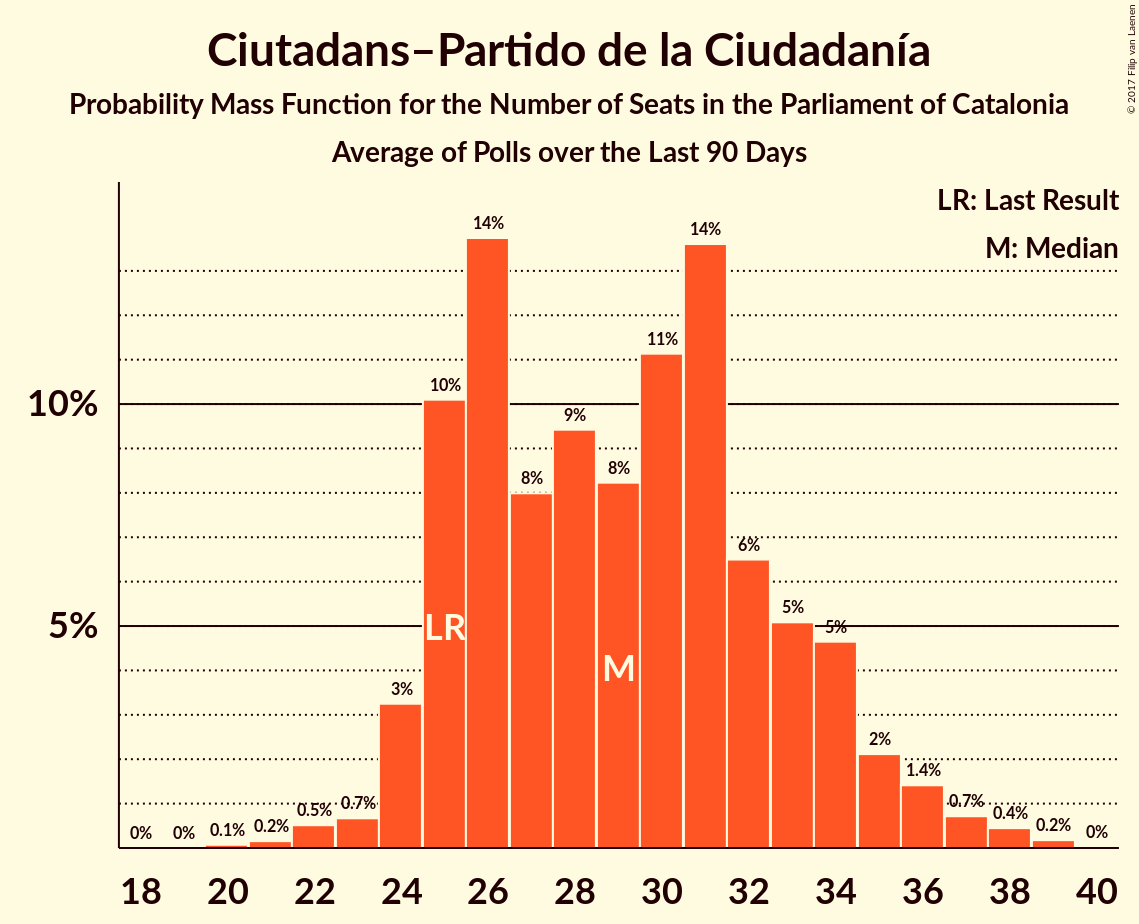 Ciutadans–Partido de la Ciudadanía
Probability Mass Function for the Number of Seats in the Parliament of Catalonia
Average of Polls over the Last 90 Days
© 2017 Filip van Laenen
LR: Last Result
M: Median
14%
14%
11%
10%
10%
9%
8%
8%
6%
5%
5%
5%
LR
M
3%
2%
1.4%
0.7%
0.7%
0.5%
0.4%
0.2%
0.2%
0.1%
0%
0%
0%
18 20 22 24 26 28 30 32 34 36 38 40